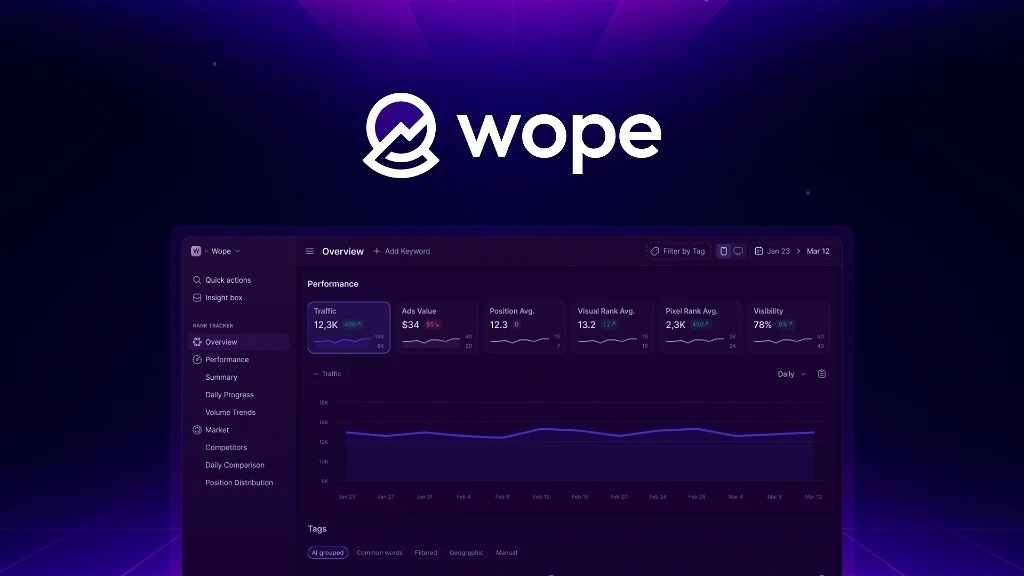 wope
W Wope
Overview + Add Keyword
Filter by Tag
Jan 23 > Mar 12
Quick actions
Insight box
RANK TRACKER
Overview
Performance
Summary
Daily Progress
Volume Trends
Market
Competitors
Daily Comparison
Position Distribution
Performance
Traffic
12,3K 456↗
14K
6K
Ads Value
$34 $5↘
40
20
Position Avg.
12.3 0
15
7
Visual Rank Avg.
13.2 1.2↗
15
10
Pixel Rank Avg.
2,3K 450↗
3K
2K
Visibility
78% 9%↗
90
40
Traffic
Daily
16K
14K
12K
10K
Jan 23 Jan 27 Jan 31 Feb 4 Feb 8 Feb 12 Feb 16 Feb 20 Feb 24 Feb 28 Mar 4 Mar 8 Mar 12
Tags
AI grouped Common words Filtered Geographic Manual